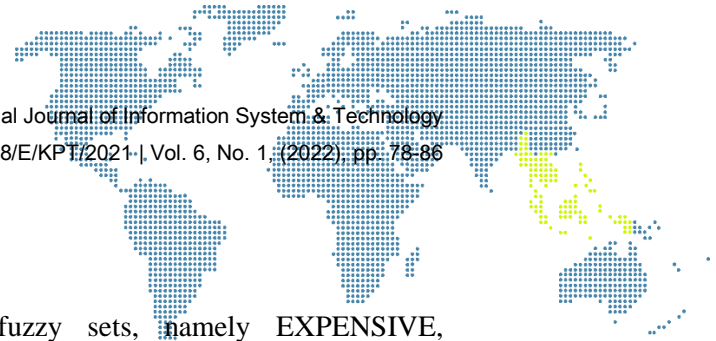 al Journal of Information System & Technology
8/E/KPT/2021 | Vol. 6, No. 1, (2022), pp. 78-86
fuzzy sets, namely EXPENSIVE,